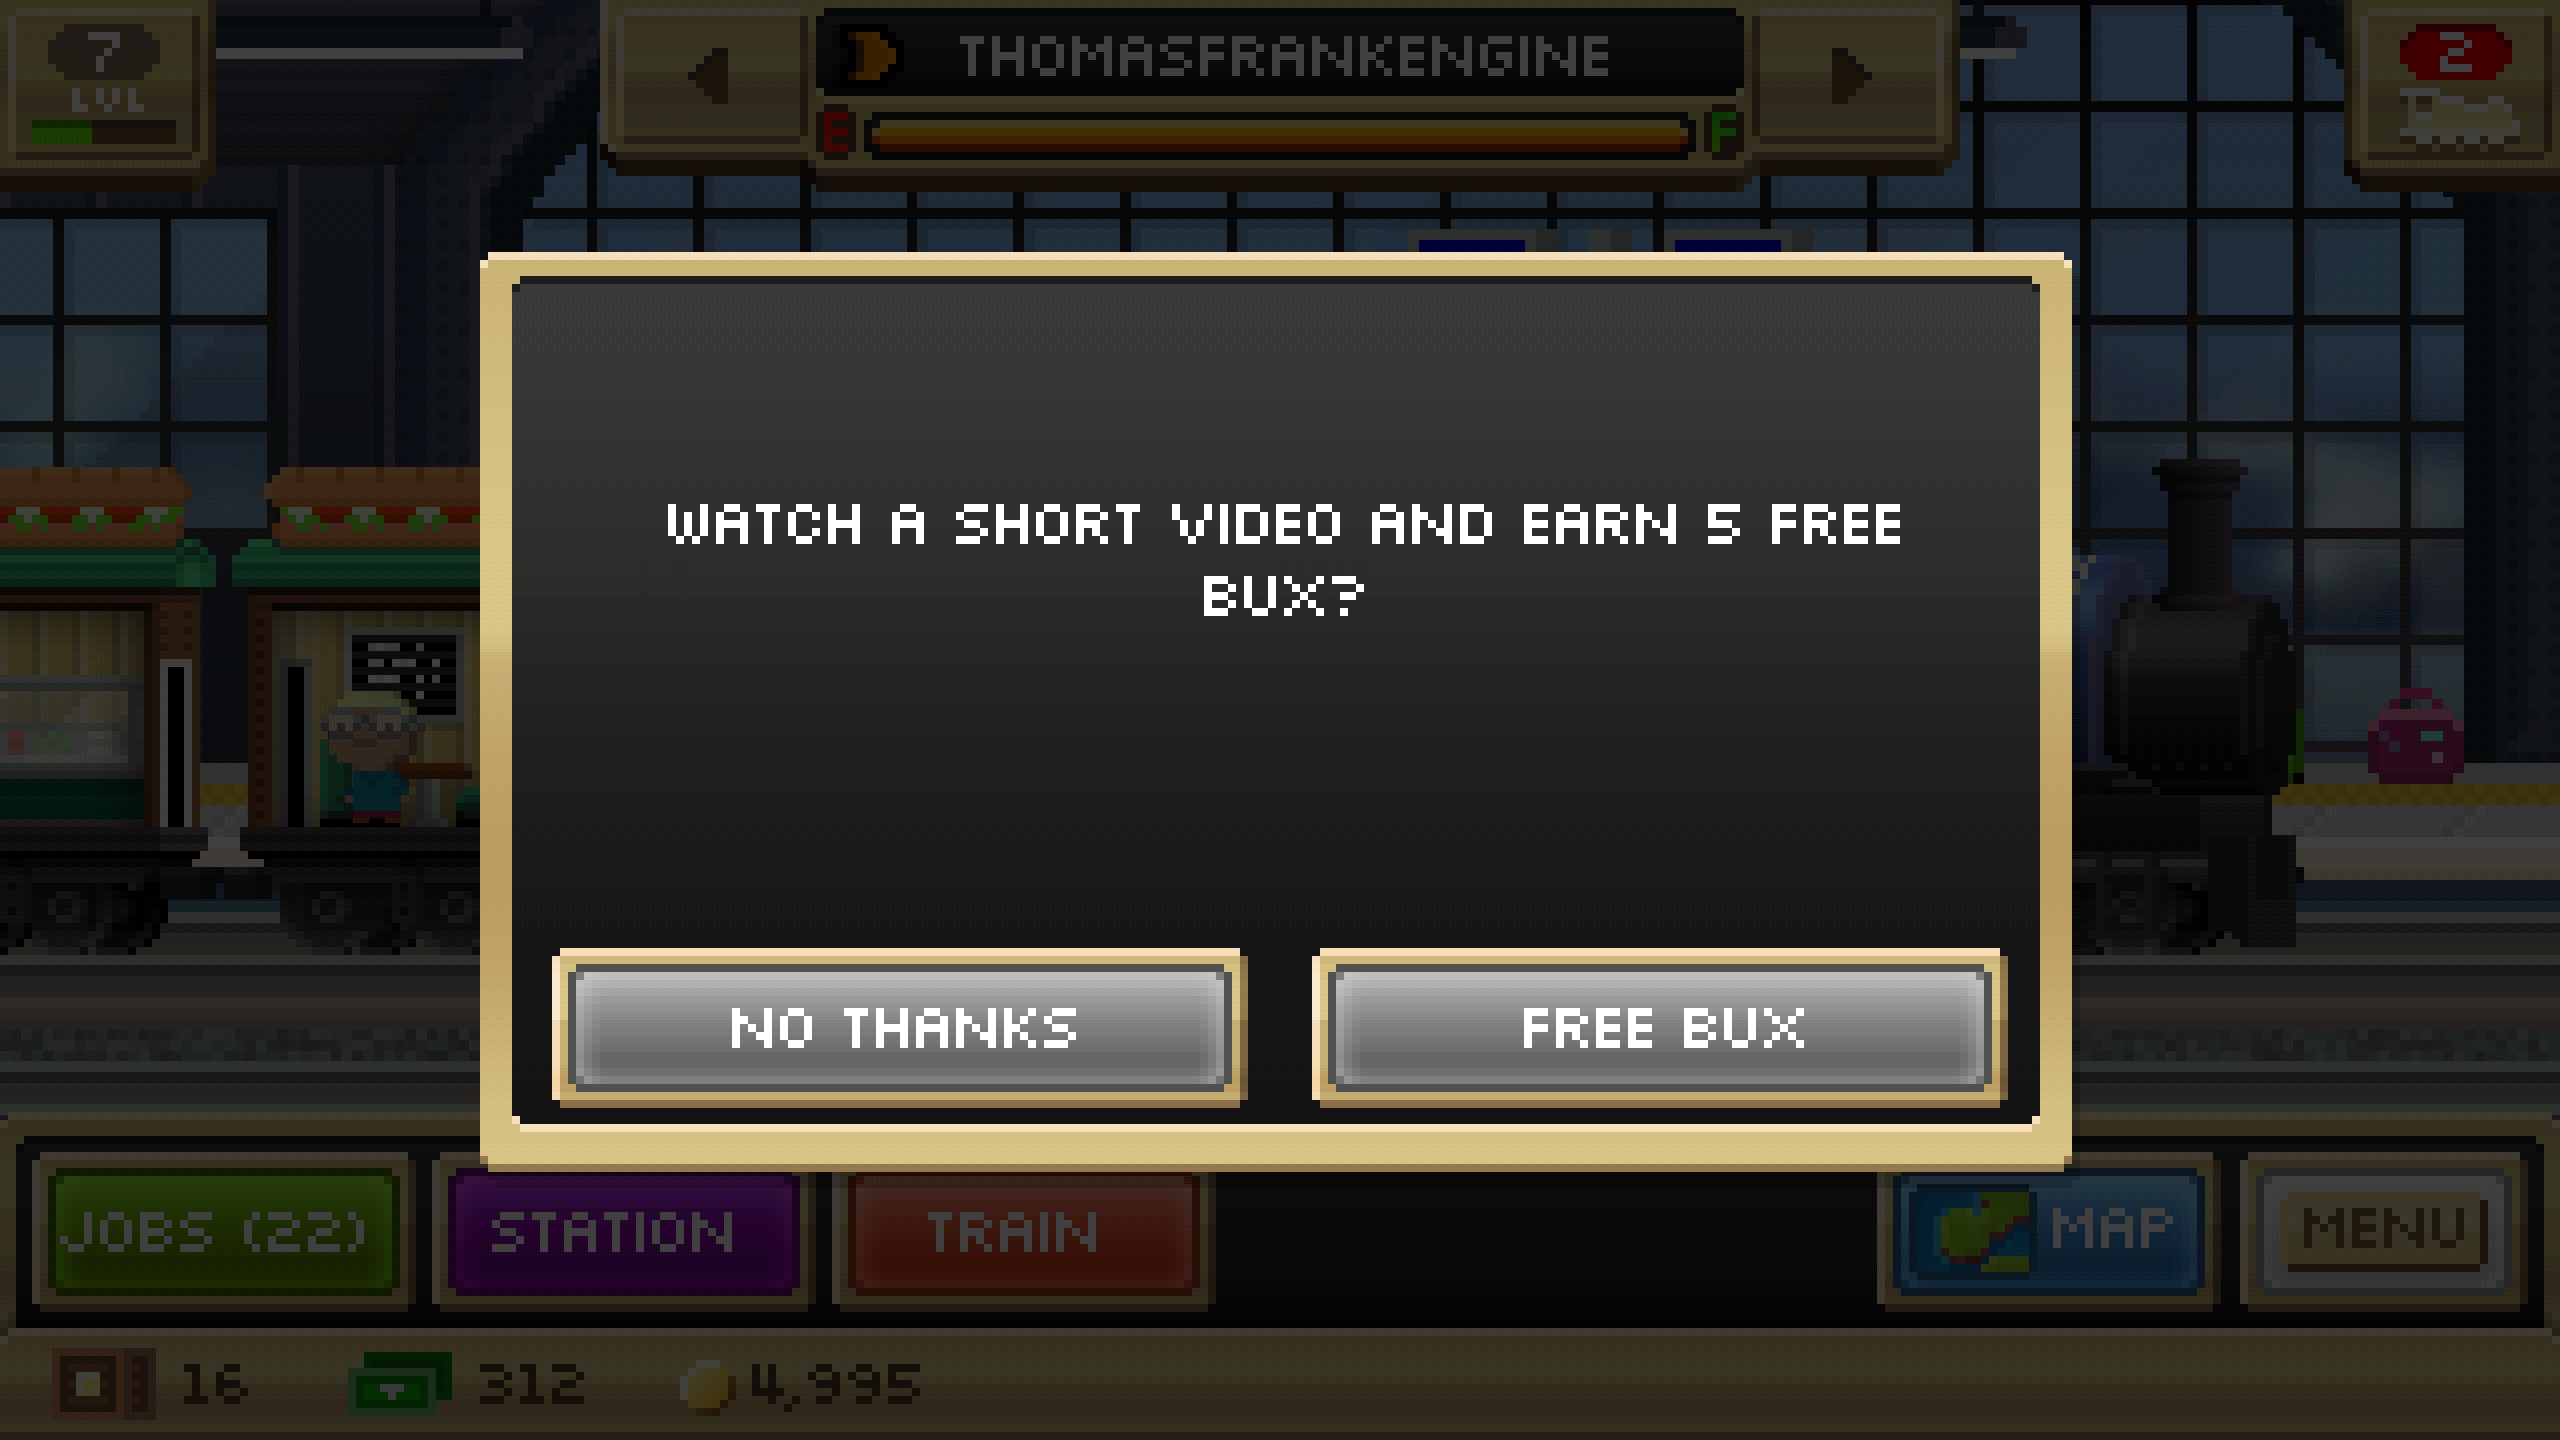 7
LVL
THOMASFRANKENGINE
E
F
2
WATCH A SHORT VIDEO AND EARN 5 FREE
BUX?
NO THANKS
FREE BUX
JOBS (22)
STATION
TRAIN
MAP
MENU
16
312
4,995